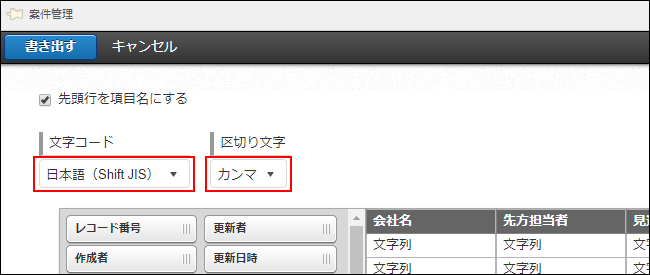 案件管理
書き出す キャンセル
先頭行を項目名にする
文字コード 区切り文字
日本語（Shift JIS） カンマ
レコード番号 更新者 会社名 先方担当者
作成者 更新日時 文字列 文字列 文字列
文字列 文字列 文字列